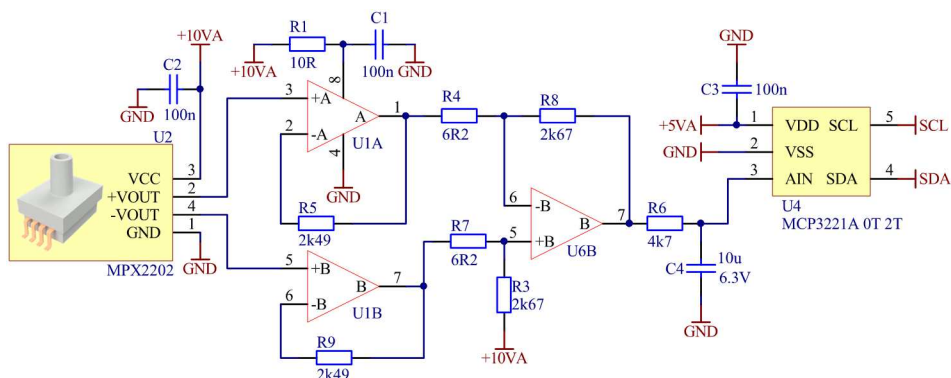 +10VA
C2
100n
GND
U2
VCC
3
+VOUT
2
-VOUT
4
GND
1
GND
MPX2202
R1
10R
+10VA
C1
100n
GND
8
3
+A
A
1
2
-A
U1A
4
GND
R5
2k49
5
+B
B
7
6
-B
U1B
R9
2k49
R4
6R2
R8
2k67
6
-B
B
7
5
+B
U6B
R7
6R2
R3
2k67
+10VA
R6
4k7
C4
10u
6.3V
GND
GND
C3
100n
+5VA
1
VDD
SCL
5
SCL
GND
2
VSS
3
AIN
SDA
4
SDA
U4
MCP3221A 0T 2T